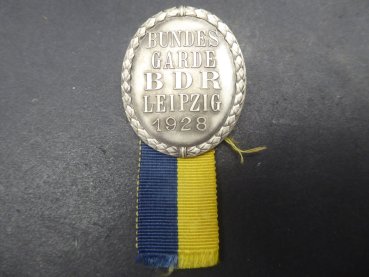 BUNDES
GARDE
BDR
LEIPZIG
1928